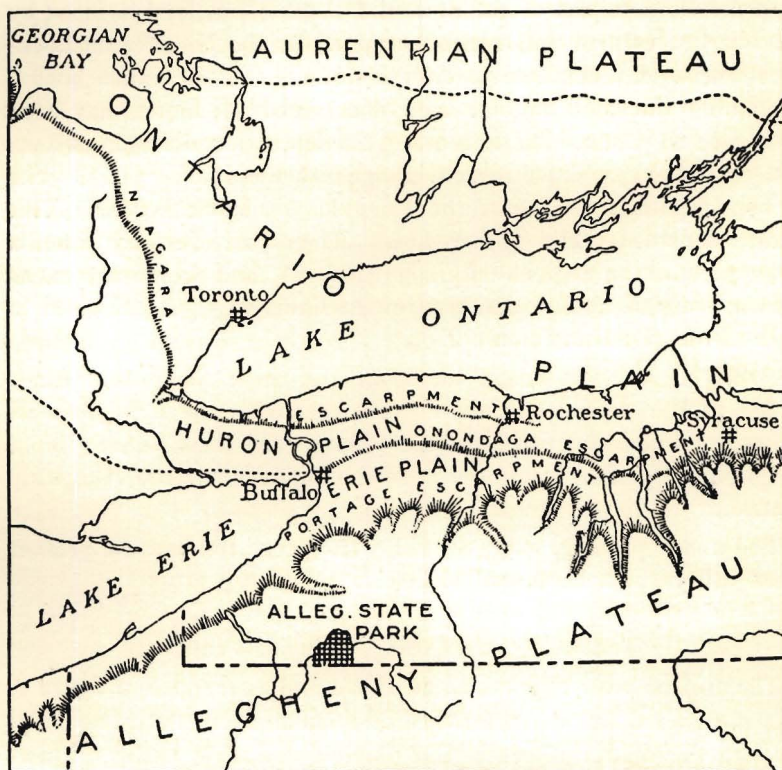 GEORGIAN
BAY
LAURENTIAN PLATEAU
ONTARIO
NIAGARA
Toronto
LAKE ONTARIO
PLAIN
ESCARPMENT
Rochester
HURON PLAIN
ONONDAGA ESCARPMENT
Syracuse
Buffalo
ERIE PLAIN
PORTAGE ESCARPMENT
LAKE ERIE
ALLEG. STATE
PARK
ALLEGHENY PLATEAU